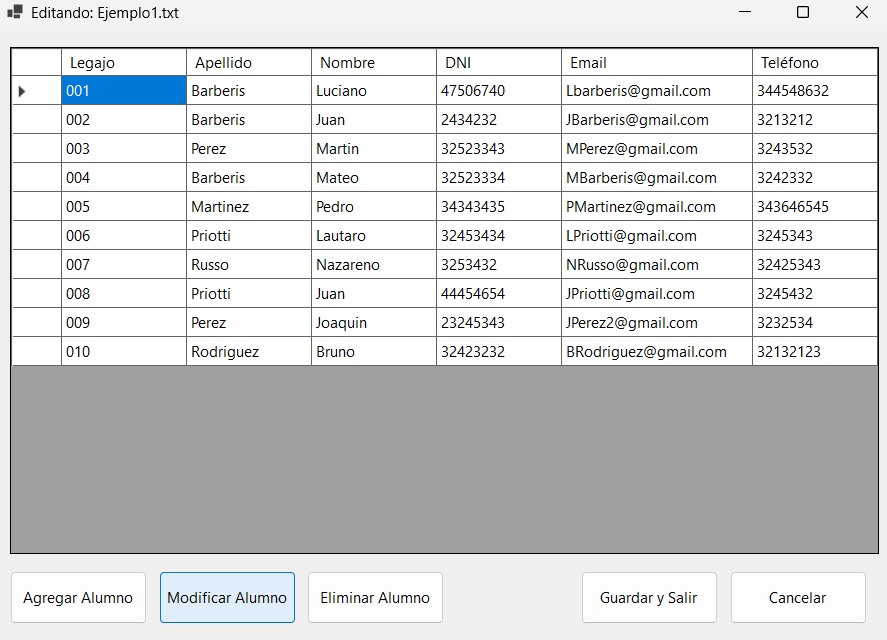 Editando: Ejemplo1.txt
Legajo Apellido Nombre DNI Email Teléfono
001 Barberis Luciano 47506740 Lbarberis@gmail.com 344548632
002 Barberis Juan 2434232 JBarberis@gmail.com 3213212
003 Perez Martin 32523343 MPerez@gmail.com 3243532
004 Barberis Mateo 32523334 MBarberis@gmail.com 3242332
005 Martinez Pedro 34343435 PMartinez@gmail.com 343646545
006 Priotti Lautaro 32453434 LPriotti@gmail.com 3245343
007 Russo Nazareno 3253432 NRusso@gmail.com 32425343
008 Priotti Juan 44454654 JPriotti@gmail.com 3245432
009 Perez Joaquin 23245343 JPerez2@gmail.com 3232534
010 Rodriguez Bruno 32423232 BRodriguez@gmail.com 32132123
Agregar Alumno Modificar Alumno Eliminar Alumno Guardar y Salir Cancelar